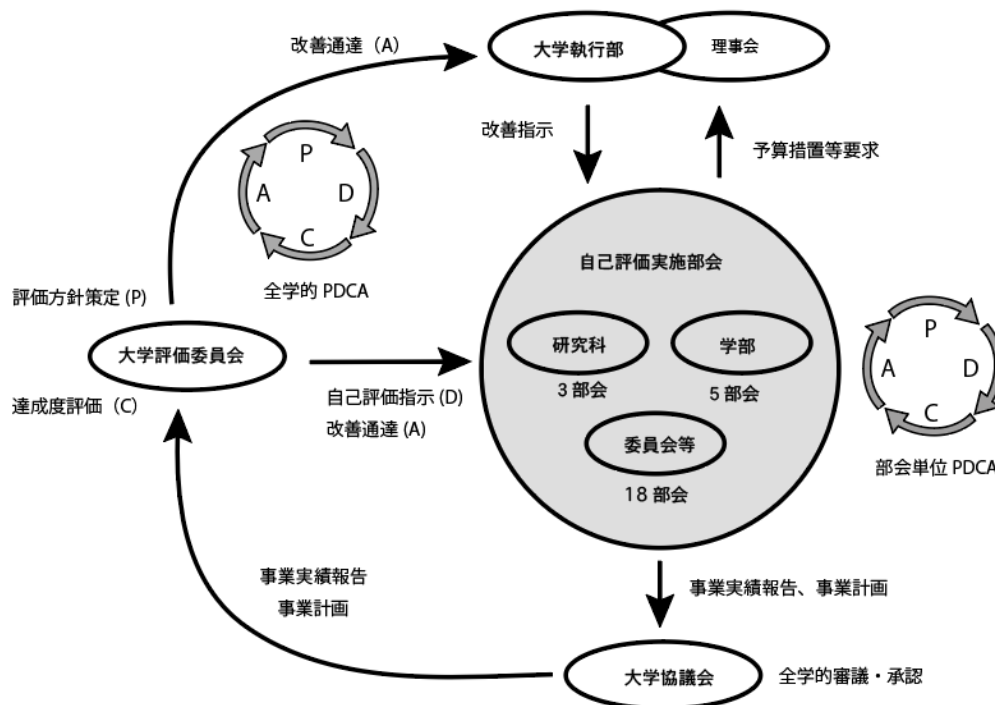 改善通達（A）
大学執行部
理事会
改善指示
予算措置等要求
P
A
D
C
全学的 PDCA
評価方針策定 (P)
大学評価委員会
達成度評価（C）
自己評価指示 (D)
改善通達 (A)
自己評価実施部会
研究科
3 部会
学部
5 部会
委員会等
18 部会
P
A
D
C
部会単位 PDCA
事業実績報告
事業計画
事業実績報告、事業計画
大学協議会
全学的審議・承認